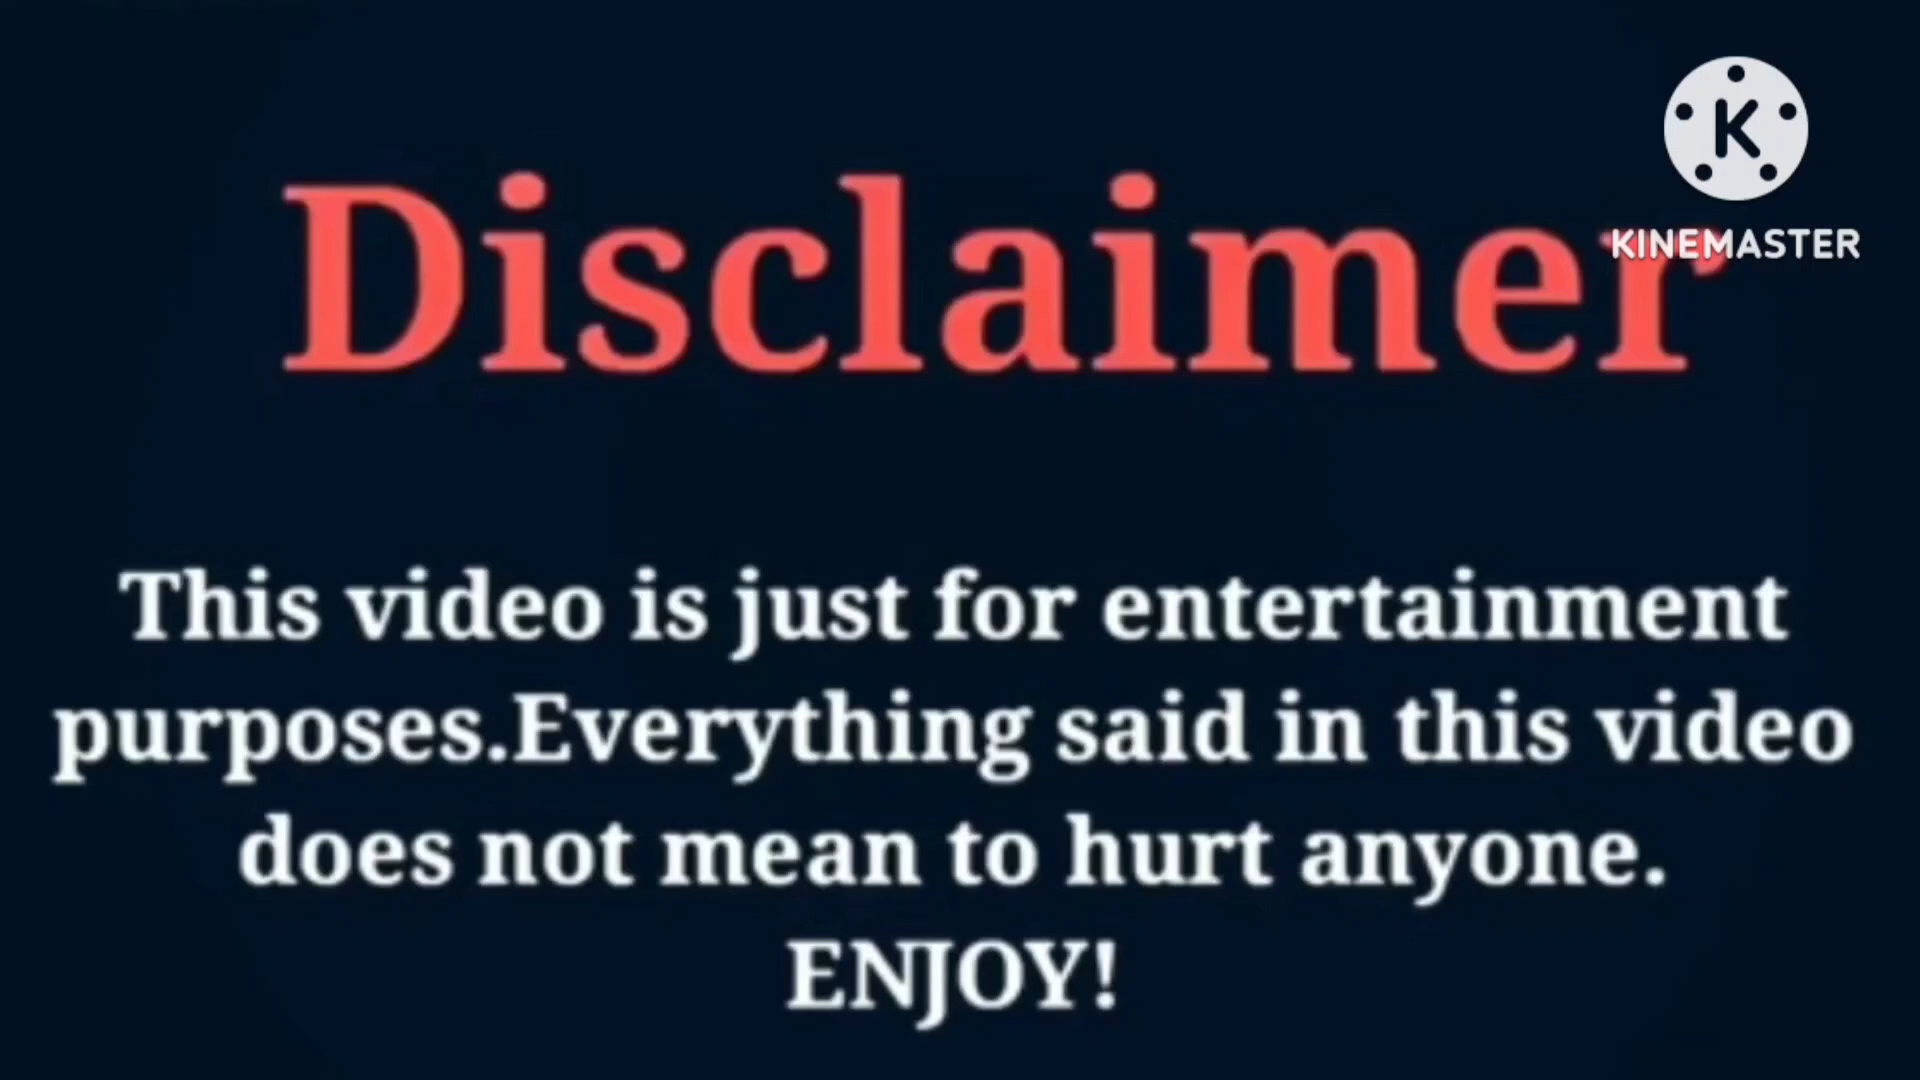 K
KINEMASTER
Disclaimer
This video is just for entertainment
purposes.Everything said in this video
does not mean to hurt anyone.
ENJOY!